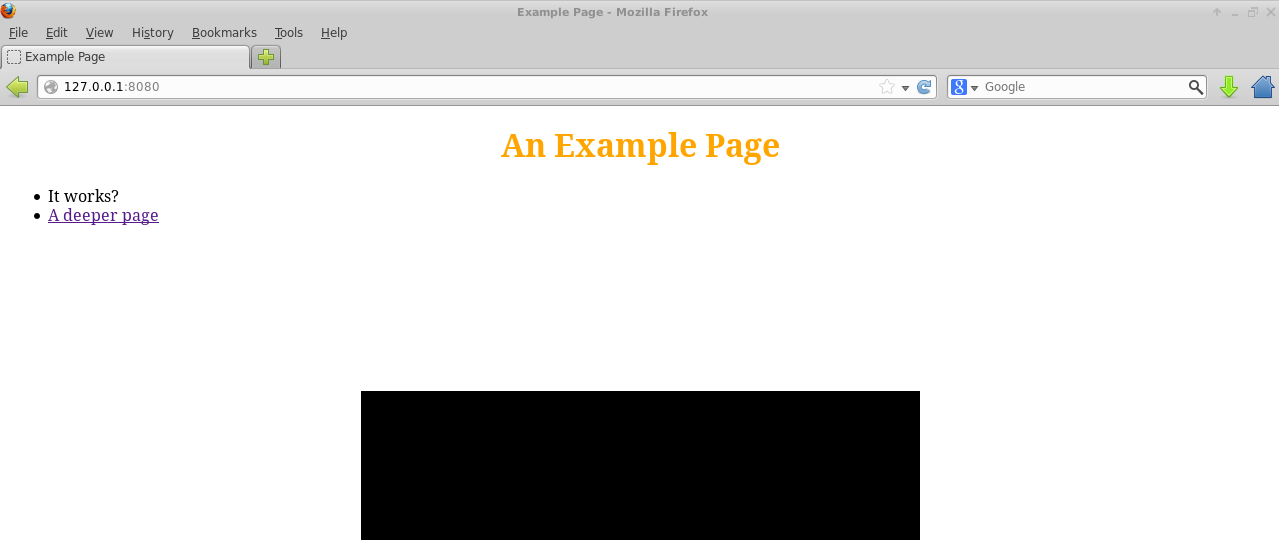 Example Page - Mozilla Firefox
File Edit View History Bookmarks Tools Help
Example Page
127.0.0.1:8080
8 Google
An Example Page
It works?
A deeper page